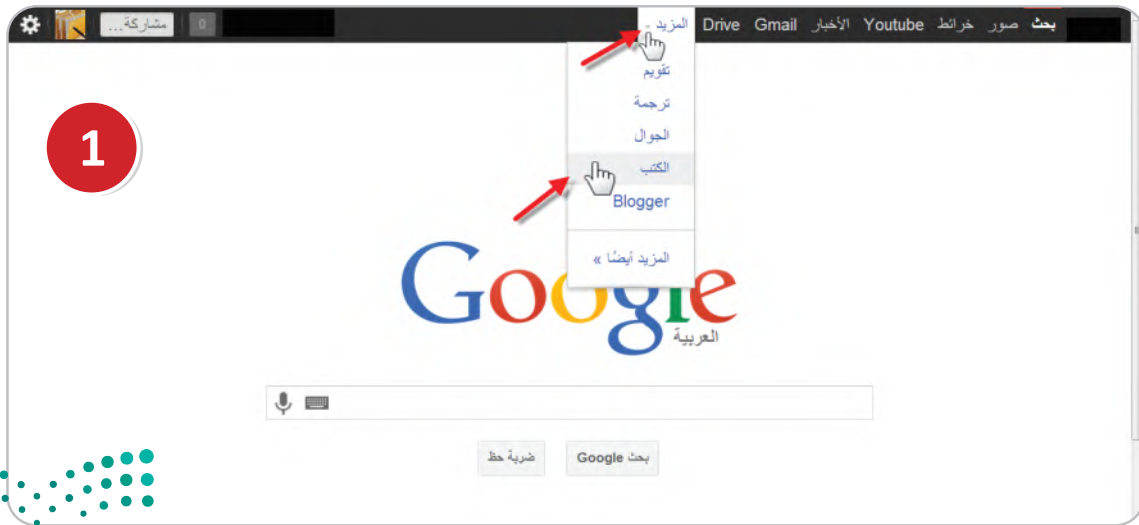 بحث صور خرائط Youtube الأخبار Gmail Drive المزيد
0 مشاركة...
تقويم
ترجمة
الجوال
الكتب
Blogger
المزيد أيضًا »
1
Google
العربية
بحث Google ضربة حظ